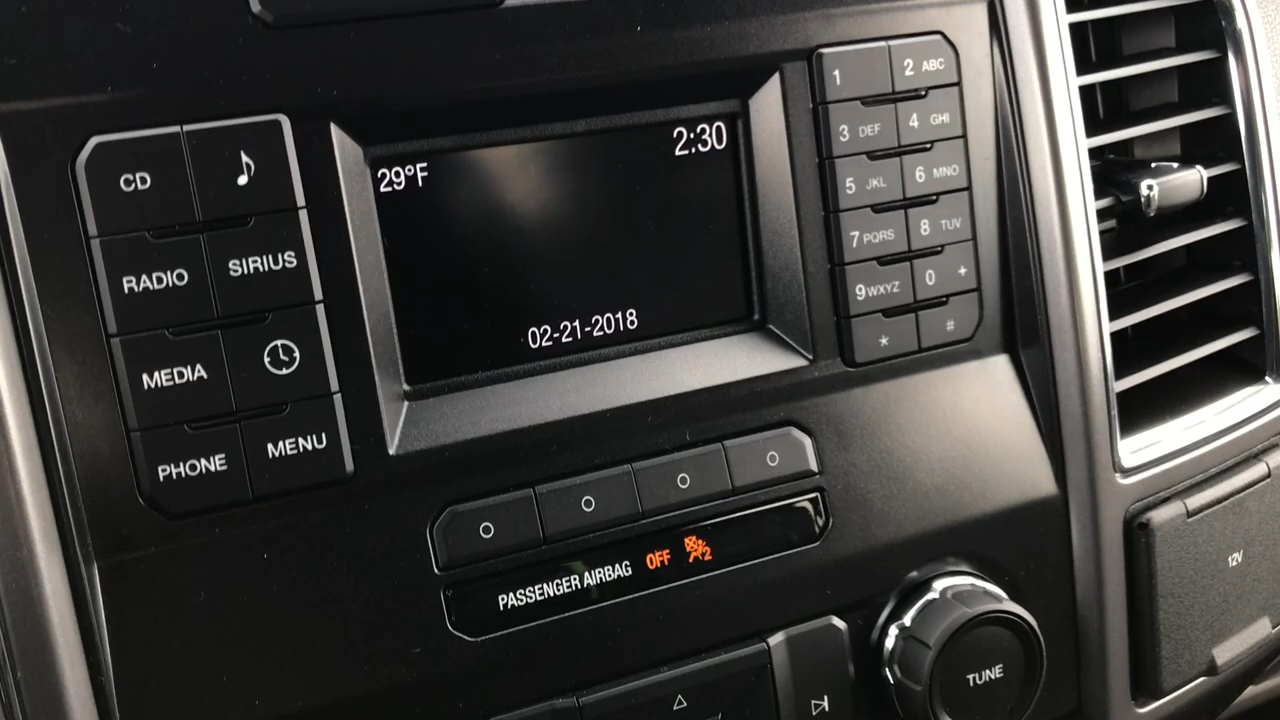 CD
RADIO SIRIUS
MEDIA
PHONE MENU
29°F
2:30
02-21-2018
1 2 ABC
3 DEF 4 GHI
5 JKL 6 MNO
7 PQRS 8 TUV
9 WXYZ 0 +
* #
PASSENGER AIRBAG OFF 2
TUNE
12V